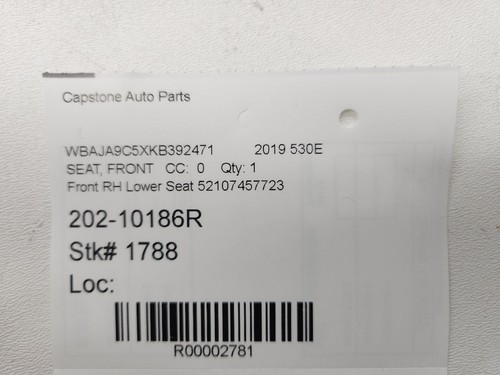 Capstone Auto Parts
WBAJA9C5XKB392471 2019 530E
SEAT, FRONT CC: 0 Qty: 1
Front RH Lower Seat 52107457723
202-10186R
Stk# 1788
Loc:
R00002781